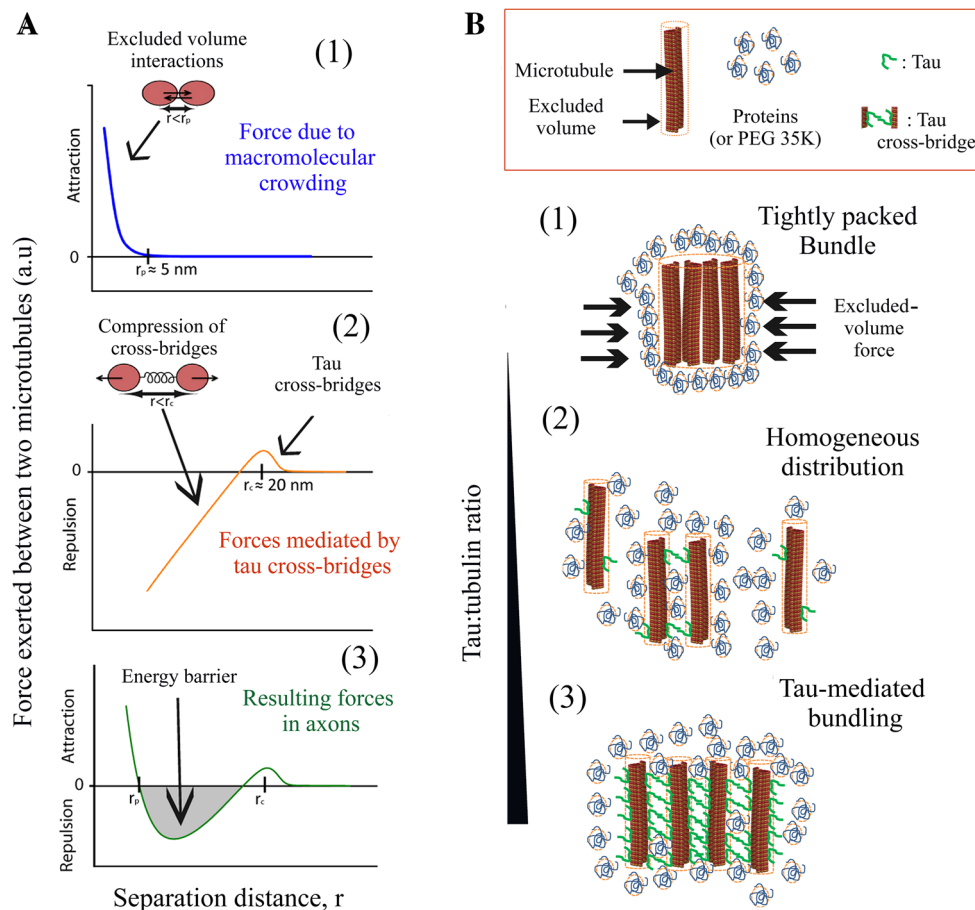 A
Force exerted between two microtubules (a.u)
(1)
Excluded volume
interactions
r<rₚ
Force due to
macromolecular
crowding
Attraction
0
rₚ ≈ 5 nm
(2)
Compression of
cross-bridges
r<r꜀
Tau
cross-bridges
0
r꜀ ≈ 20 nm
Repulsion
Forces mediated by
tau cross-bridges
(3)
Energy barrier
Resulting forces
in axons
Attraction
0
Repulsion
rₚ
r꜀
Separation distance, r
B
Microtubule
Excluded
volume
Proteins
(or PEG 35K)
: Tau
: Tau
cross-bridge
Tau:tubulin ratio
(1)
Tightly packed
Bundle
Excluded–
volume
force
(2)
Homogeneous
distribution
(3)
Tau-mediated
bundling